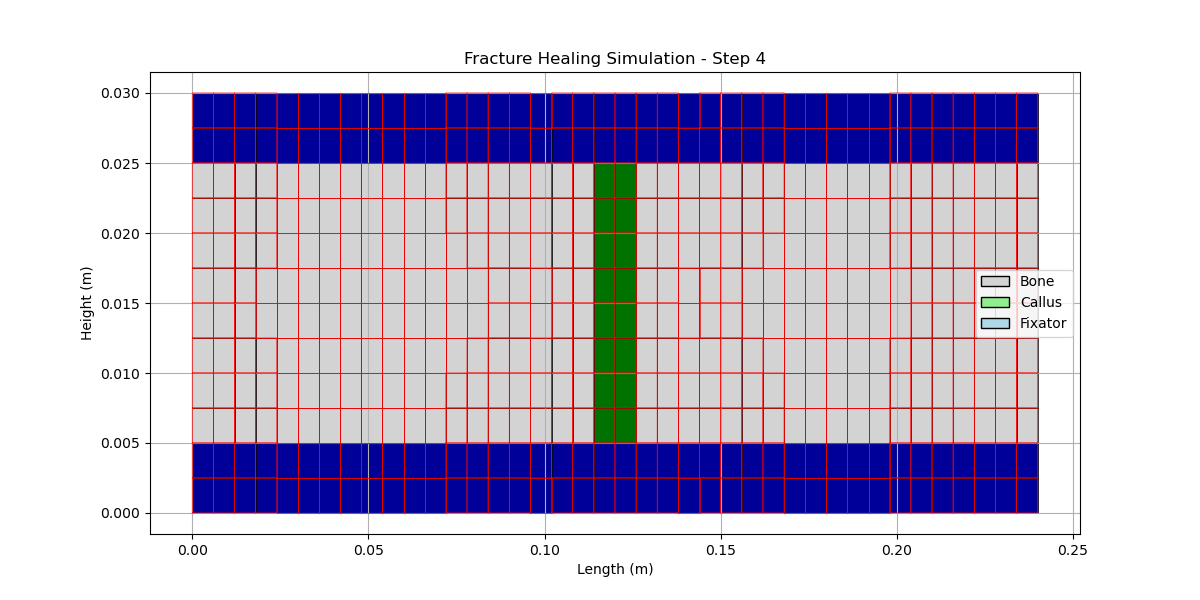 Fracture Healing Simulation - Step 4
0.030
0.025
0.020
0.015
0.010
0.005
0.000
Height (m)
Bone
Callus
Fixator
0.00 0.05 0.10 0.15 0.20 0.25
Length (m)